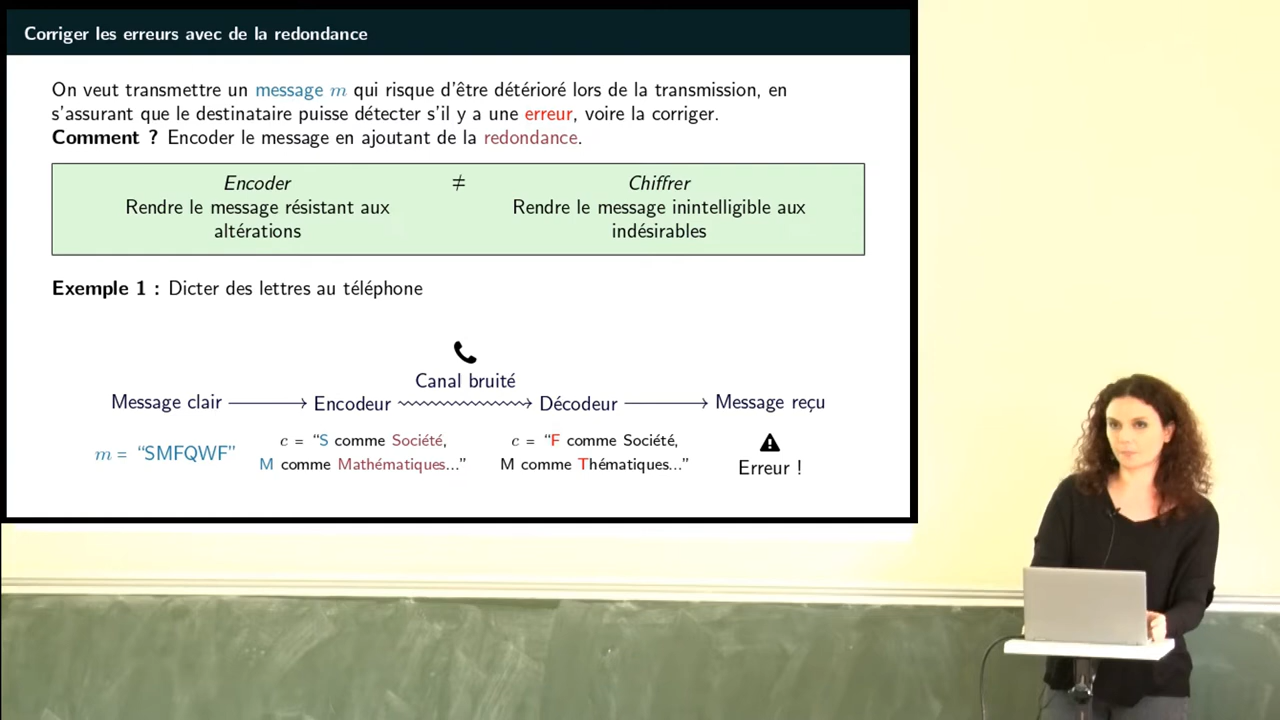 Corriger les erreurs avec de la redondance
On veut transmettre un message m qui risque d'être détérioré lors de la transmission, en
s'assurant que le destinataire puisse détecter s'il y a une erreur, voire la corriger.
Comment ? Encoder le message en ajoutant de la redondance.
Encoder ≠ Chiffrer
Rendre le message résistant aux altérations
Rendre le message inintelligible aux indésirables
Exemple 1 : Dicter des lettres au téléphone
Canal bruité
Message clair Encodeur Décodeur Message reçu
m = “SMFQWF”
c = “S comme Société,
M comme Mathématiques...”
c = “F comme Société,
M comme Thématiques...”
Erreur !